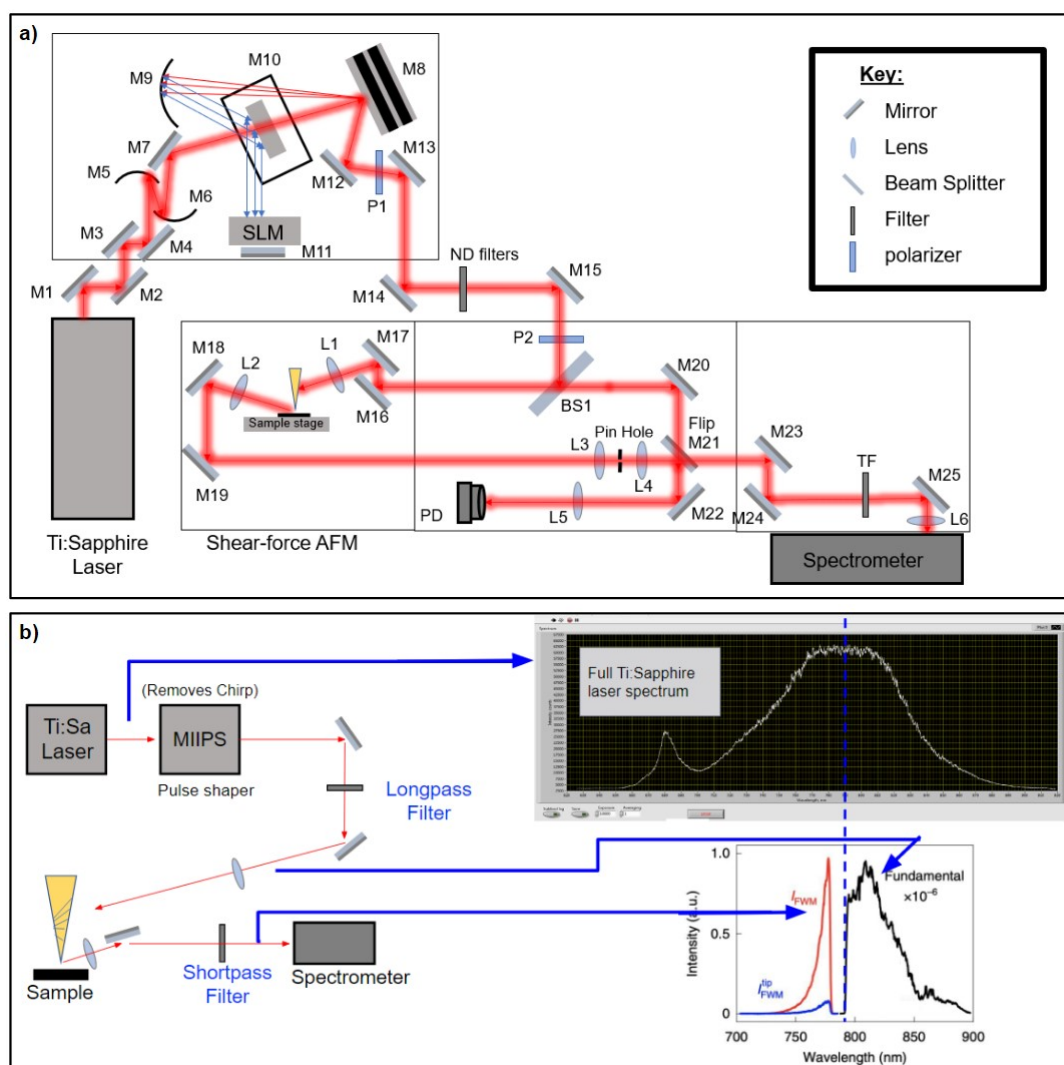 a)
M10
M9
M8
M7
M13
M5
M12
M6
P1
M3
SLM
M4
M11
M1
M2
ND filters
M15
M14
Key:
Mirror
Lens
Beam Splitter
Filter
polarizer
P2
M18
L2
L1
M17
M20
M16
BS1
Sample stage
Flip
M21
Pin Hole
L3
L4
M23
TF
M25
M19
PD
L5
M22
M24
L6
Ti:Sapphire
Laser
Shear-force AFM
Spectrometer
b)
(Removes Chirp)
Ti:Sa
Laser
MIIPS
Pulse shaper
Longpass
Filter
Full Ti:Sapphire
laser spectrum
Spectrum
Wavelength nm
Sample
Shortpass
Filter
Spectrometer
Intensity (a.u.)
1.0
0.5
0
I_FWM
I_FWM^tip
Fundamental
×10⁻⁶
700 750 800 850 900
Wavelength (nm)